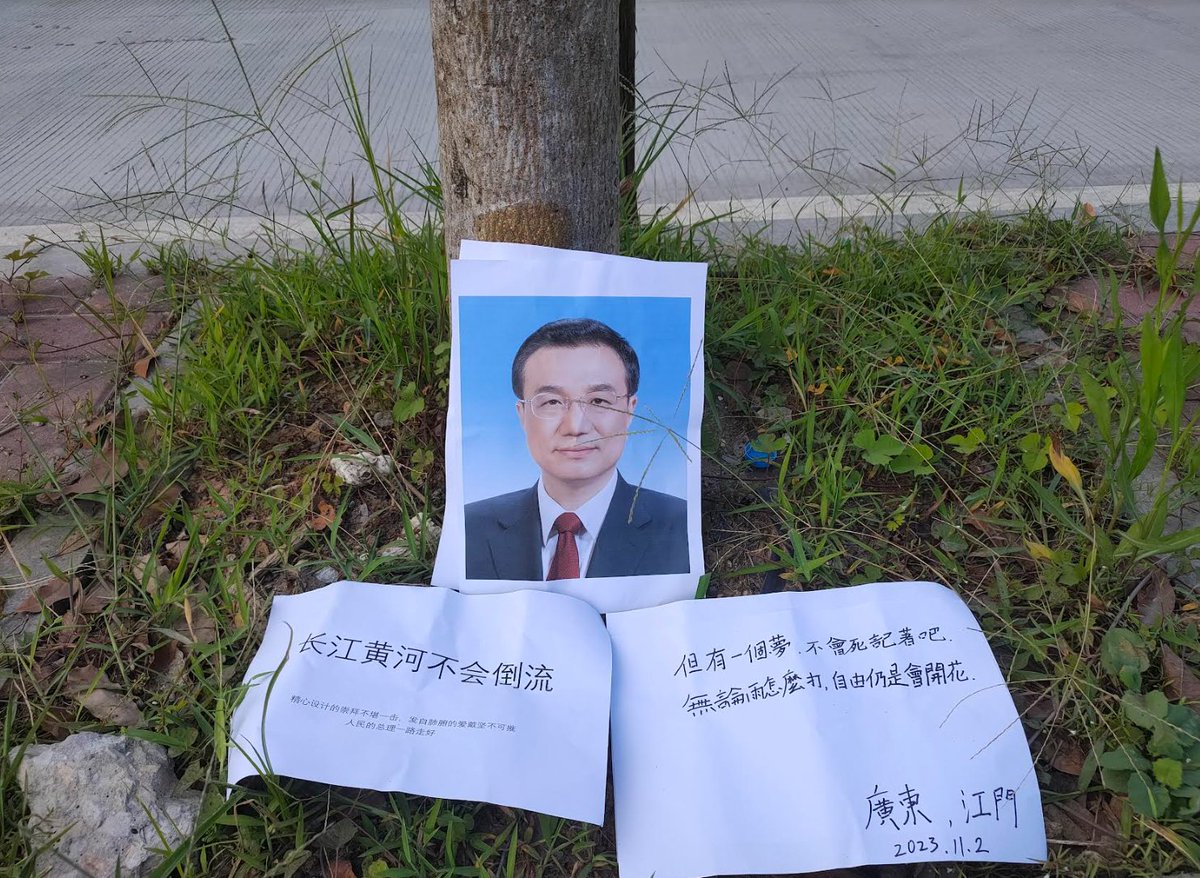 长江黄河不会倒流
精心设计的崇拜不堪一击，发自肺腑的爱戴坚不可摧
人民的总理一路走好
但有一個夢.不會死記著吧.
無論雨怎麼打,自由仍是會開花.
廣東,江門
2023.11.2